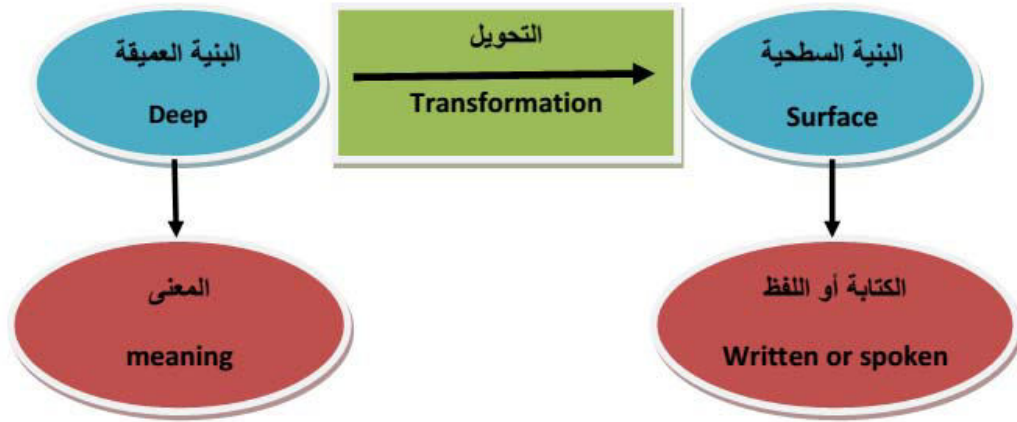 البنية العميقة
Deep
التحويل
Transformation
البنية السطحية
Surface
المعنى
meaning
الكتابة أو اللفظ
Written or spoken